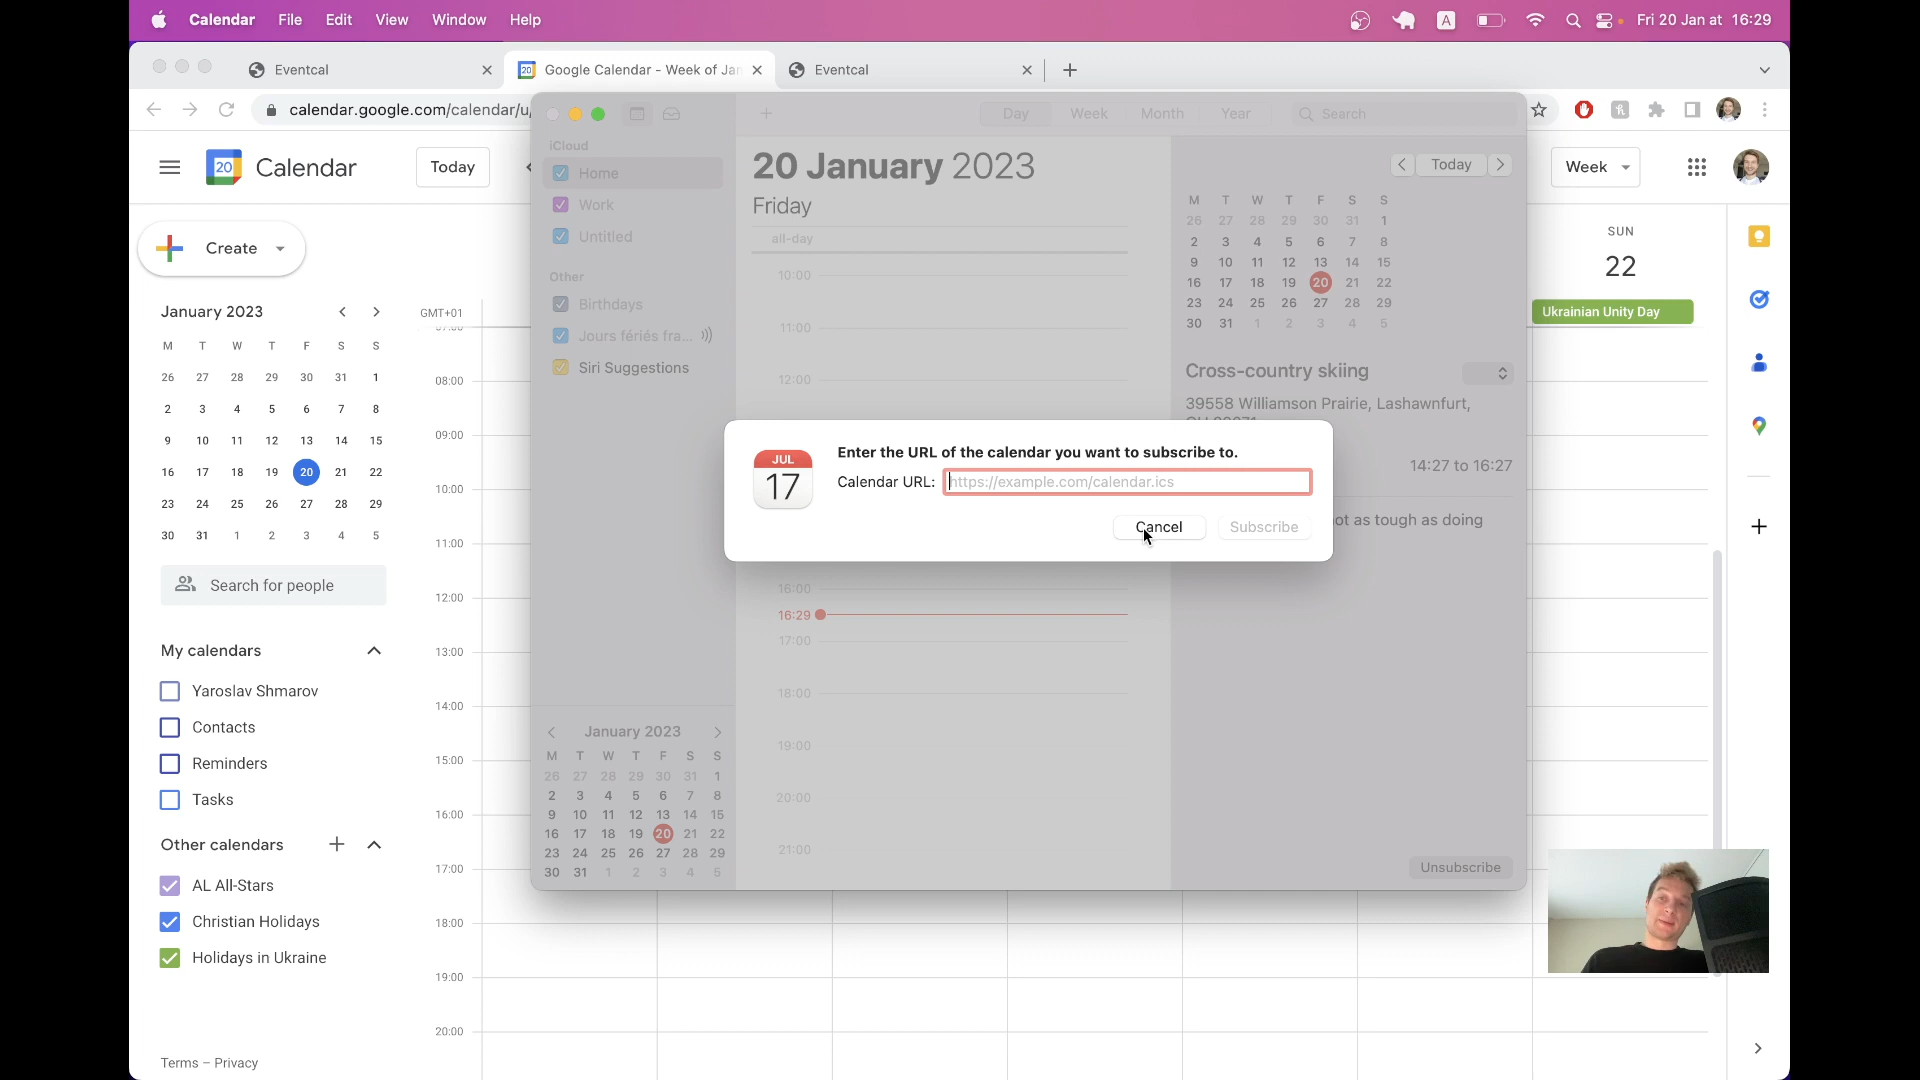 Calendar File Edit View Window Help
A Fri 20 Jan at 16:29
Eventcal
Google Calendar - Week of Jan
Eventcal
calendar.google.com/calendar/u/
20 Calendar Today
Week
Create
January 2023
M T W T F S S
26 27 28 29 30 31 1
2 3 4 5 6 7 8
9 10 11 12 13 14 15
16 17 18 19 20 21 22
23 24 25 26 27 28 29
30 31 1 2 3 4 5
Search for people
My calendars
Yaroslav Shmarov
Contacts
Reminders
Tasks
Other calendars
AL All-Stars
Christian Holidays
Holidays in Ukraine
Terms – Privacy
GMT+01
07:00
08:00
09:00
10:00
11:00
12:00
13:00
14:00
15:00
16:00
17:00
18:00
19:00
20:00
SUN
22
Ukrainian Unity Day
iCloud
Home
Work
Untitled
Other
Birthdays
Jours fériés fra...
Siri Suggestions
January 2023
M T W T F S S
26 27 28 29 30 31 1
2 3 4 5 6 7 8
9 10 11 12 13 14 15
16 17 18 19 20 21 22
23 24 25 26 27 28 29
30 31 1 2 3 4 5
Day Week Month Year Search
20 January 2023
Friday
all-day
10:00
11:00
12:00
16:00
16:29
17:00
18:00
19:00
20:00
21:00
Today
M T W T F S S
26 27 28 29 30 31 1
2 3 4 5 6 7 8
9 10 11 12 13 14 15
16 17 18 19 20 21 22
23 24 25 26 27 28 29
30 31 1 2 3 4 5
Cross-country skiing
39558 Williamson Prairie, Lashawnfurt,
14:27 to 16:27
ot as tough as doing
Unsubscribe
JUL
17
Enter the URL of the calendar you want to subscribe to.
Calendar URL: https://example.com/calendar.ics
Cancel Subscribe